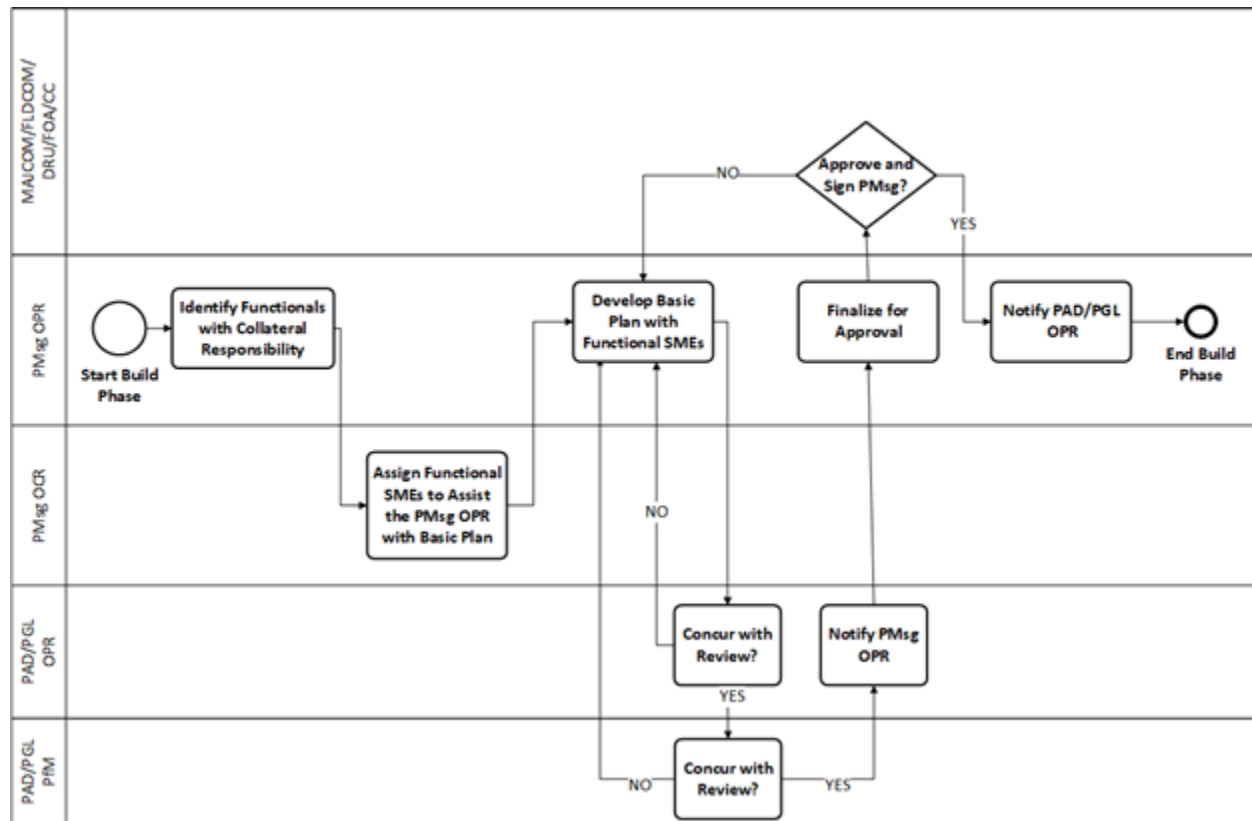 MAJCOM/FLDCOM/
DRU/FOA/CC
Approve and
Sign PMsg?
NO
YES
PMsg OPR
Start Build
Phase
Identify Functionals
with Collateral
Responsibility
Develop Basic
Plan with
Functional SMEs
Finalize for
Approval
Notify PAD/PGL
OPR
End Build
Phase
PMsg OCR
Assign Functional
SMEs to Assist
the PMsg OPR
with Basic Plan
NO
PAD/PGL
OPR
Concur with
Review?
YES
Notify PMsg
OPR
PAD/PGL
PfM
NO
Concur with
Review?
YES